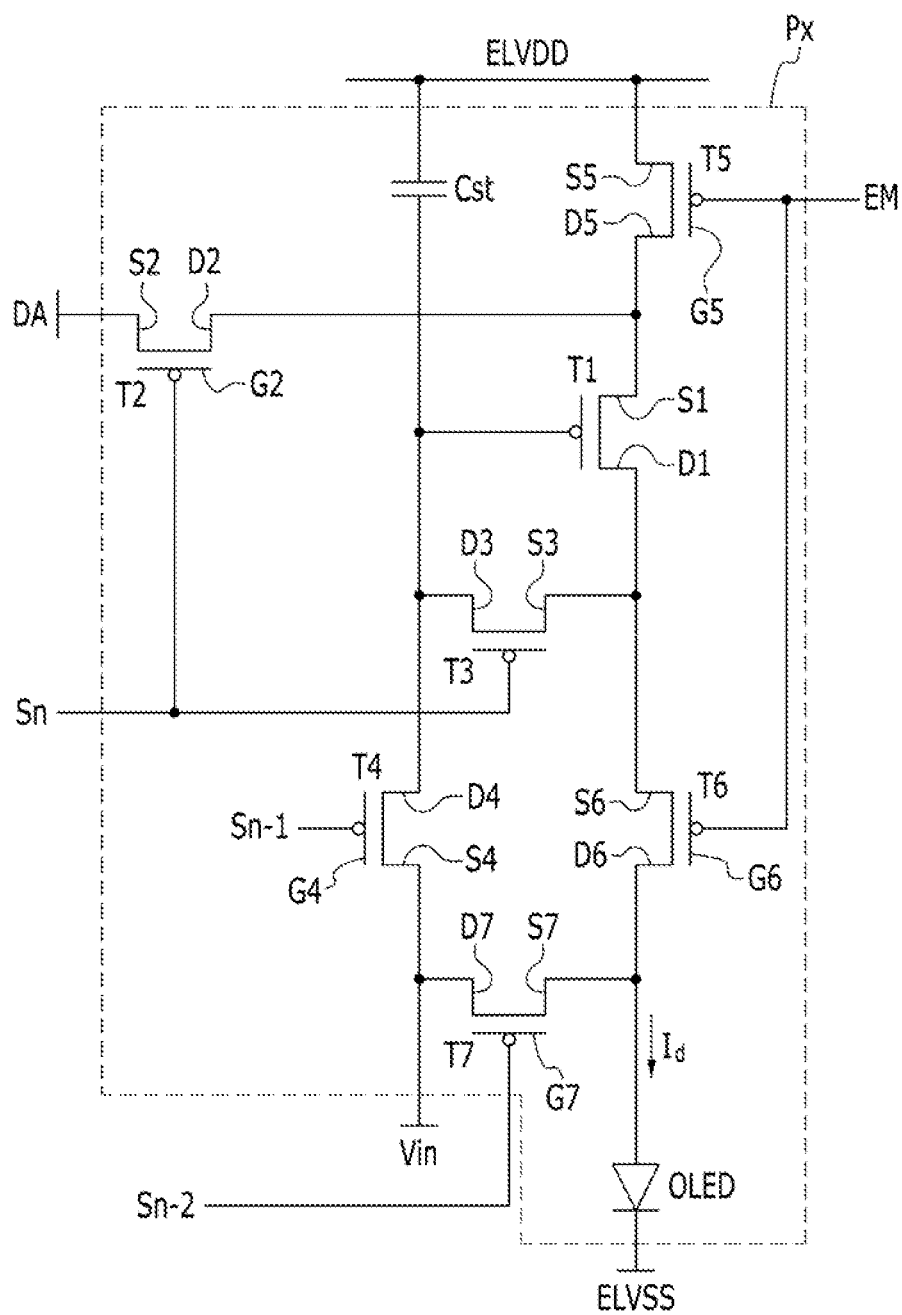 Px
ELVDD
T5
S5
Cst
EM
D5
S2 D2
DA
G5
T1
T2
G2
S1
D1
D3 S3
T3
Sn
T4
T6
D4
S6
Sn-1
S4
D6
G4
G6
D7 S7
T7
Id
G7
Vin
OLED
Sn-2
ELVSS